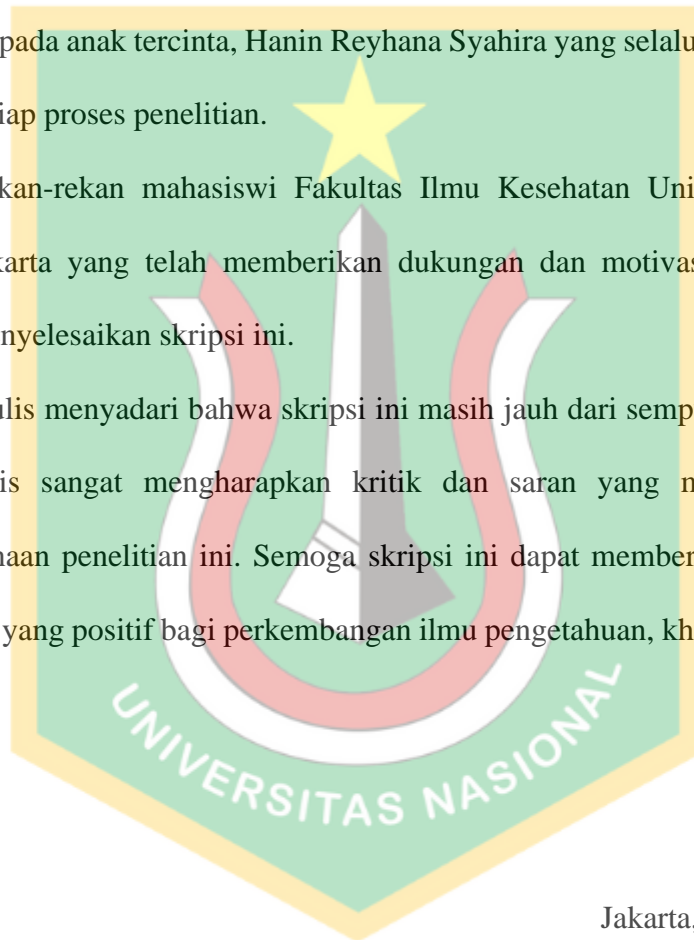 pada anak tercinta, Hanin Reyhana Syahira yang selalu
iap proses penelitian.
kan-rekan mahasiswi Fakultas Ilmu Kesehatan Uni
karta yang telah memberikan dukungan dan motivas
nyelesaikan skripsi ini.
ulis menyadari bahwa skripsi ini masih jauh dari semp
is sangat mengharapkan kritik dan saran yang m
naan penelitian ini. Semoga skripsi ini dapat member
yang positif bagi perkembangan ilmu pengetahuan, kh
UNIVERSITAS NASIONAL
Jakarta,